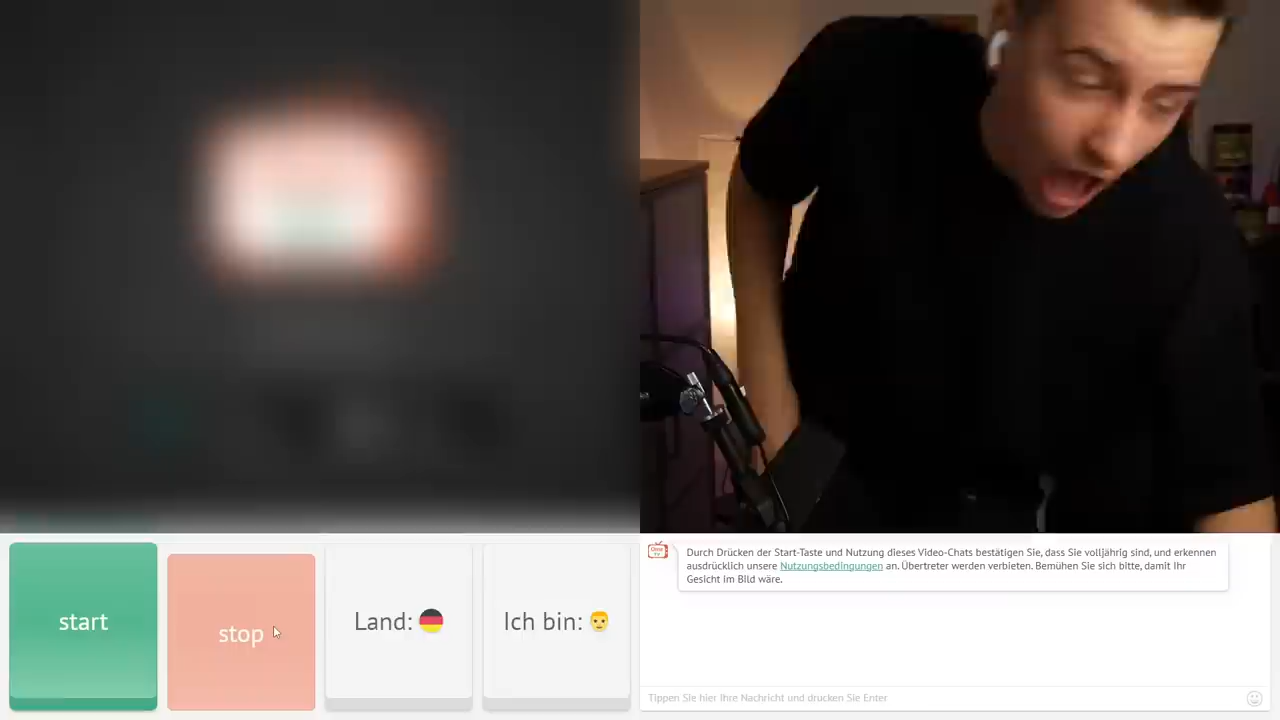 start
stop
Land:
Ich bin:
Durch Drücken der Start-Taste und Nutzung dieses Video-Chats bestätigen Sie, dass Sie volljährig sind, und erkennen
ausdrücklich unsere Nutzungsbedingungen an. Übertreter werden verbieten. Bemühen Sie sich bitte, damit Ihr
Gesicht im Bild wäre.
Tippen Sie hier Ihre Nachricht und drucken Sie Enter